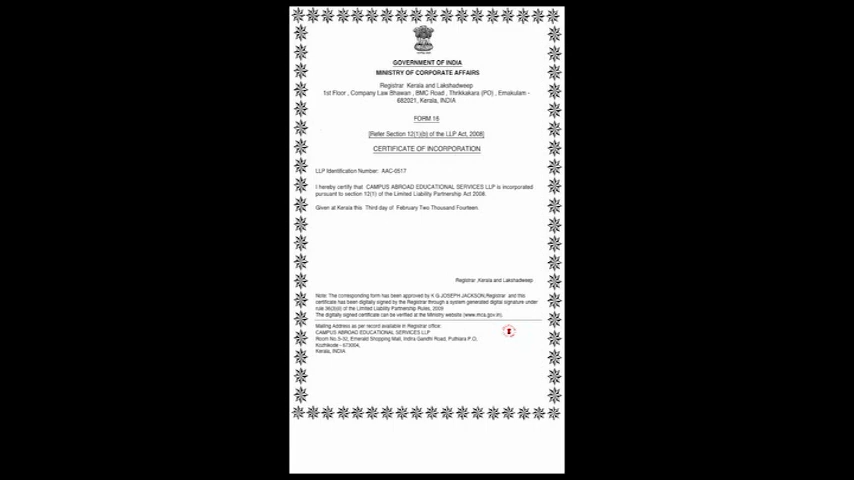 GOVERNMENT OF INDIA
MINISTRY OF CORPORATE AFFAIRS
Registrar Kerala and Lakshadweep
1st Floor , Company Law Bhawan , BMC Road , Thrikkakara (PO) , Ernakulam -
682021, Kerala, INDIA
FORM 16
[Refer Section 12(1)(b) of the LLP Act, 2008]
CERTIFICATE OF INCORPORATION
LLP Identification Number: AAC-0517
I hereby certify that CAMPUS ABROAD EDUCATIONAL SERVICES LLP is incorporated
pursuant to section 12(1) of the Limited Liability Partnership Act 2008.
Given at Kerala this Third day of February Two Thousand Fourteen.
Registrar ,Kerala and Lakshadweep
Note: The corresponding form has been approved by K G JOSEPH JACKSON,Registrar and this
certificate has been digitally signed by the Registrar through a system generated digital signature under
rule 36(3)(ii) of the Limited Liability Partnership Rules, 2009
The digitally signed certificate can be verified at the Ministry website (www.mca.gov.in).
Mailing Address as per record available in Registrar office:
CAMPUS ABROAD EDUCATIONAL SERVICES LLP
Room No.5-32, Emerald Shopping Mall, Indira Gandhi Road, Puthiara P.O,
Kozhikode - 673004,
Kerala, INDIA